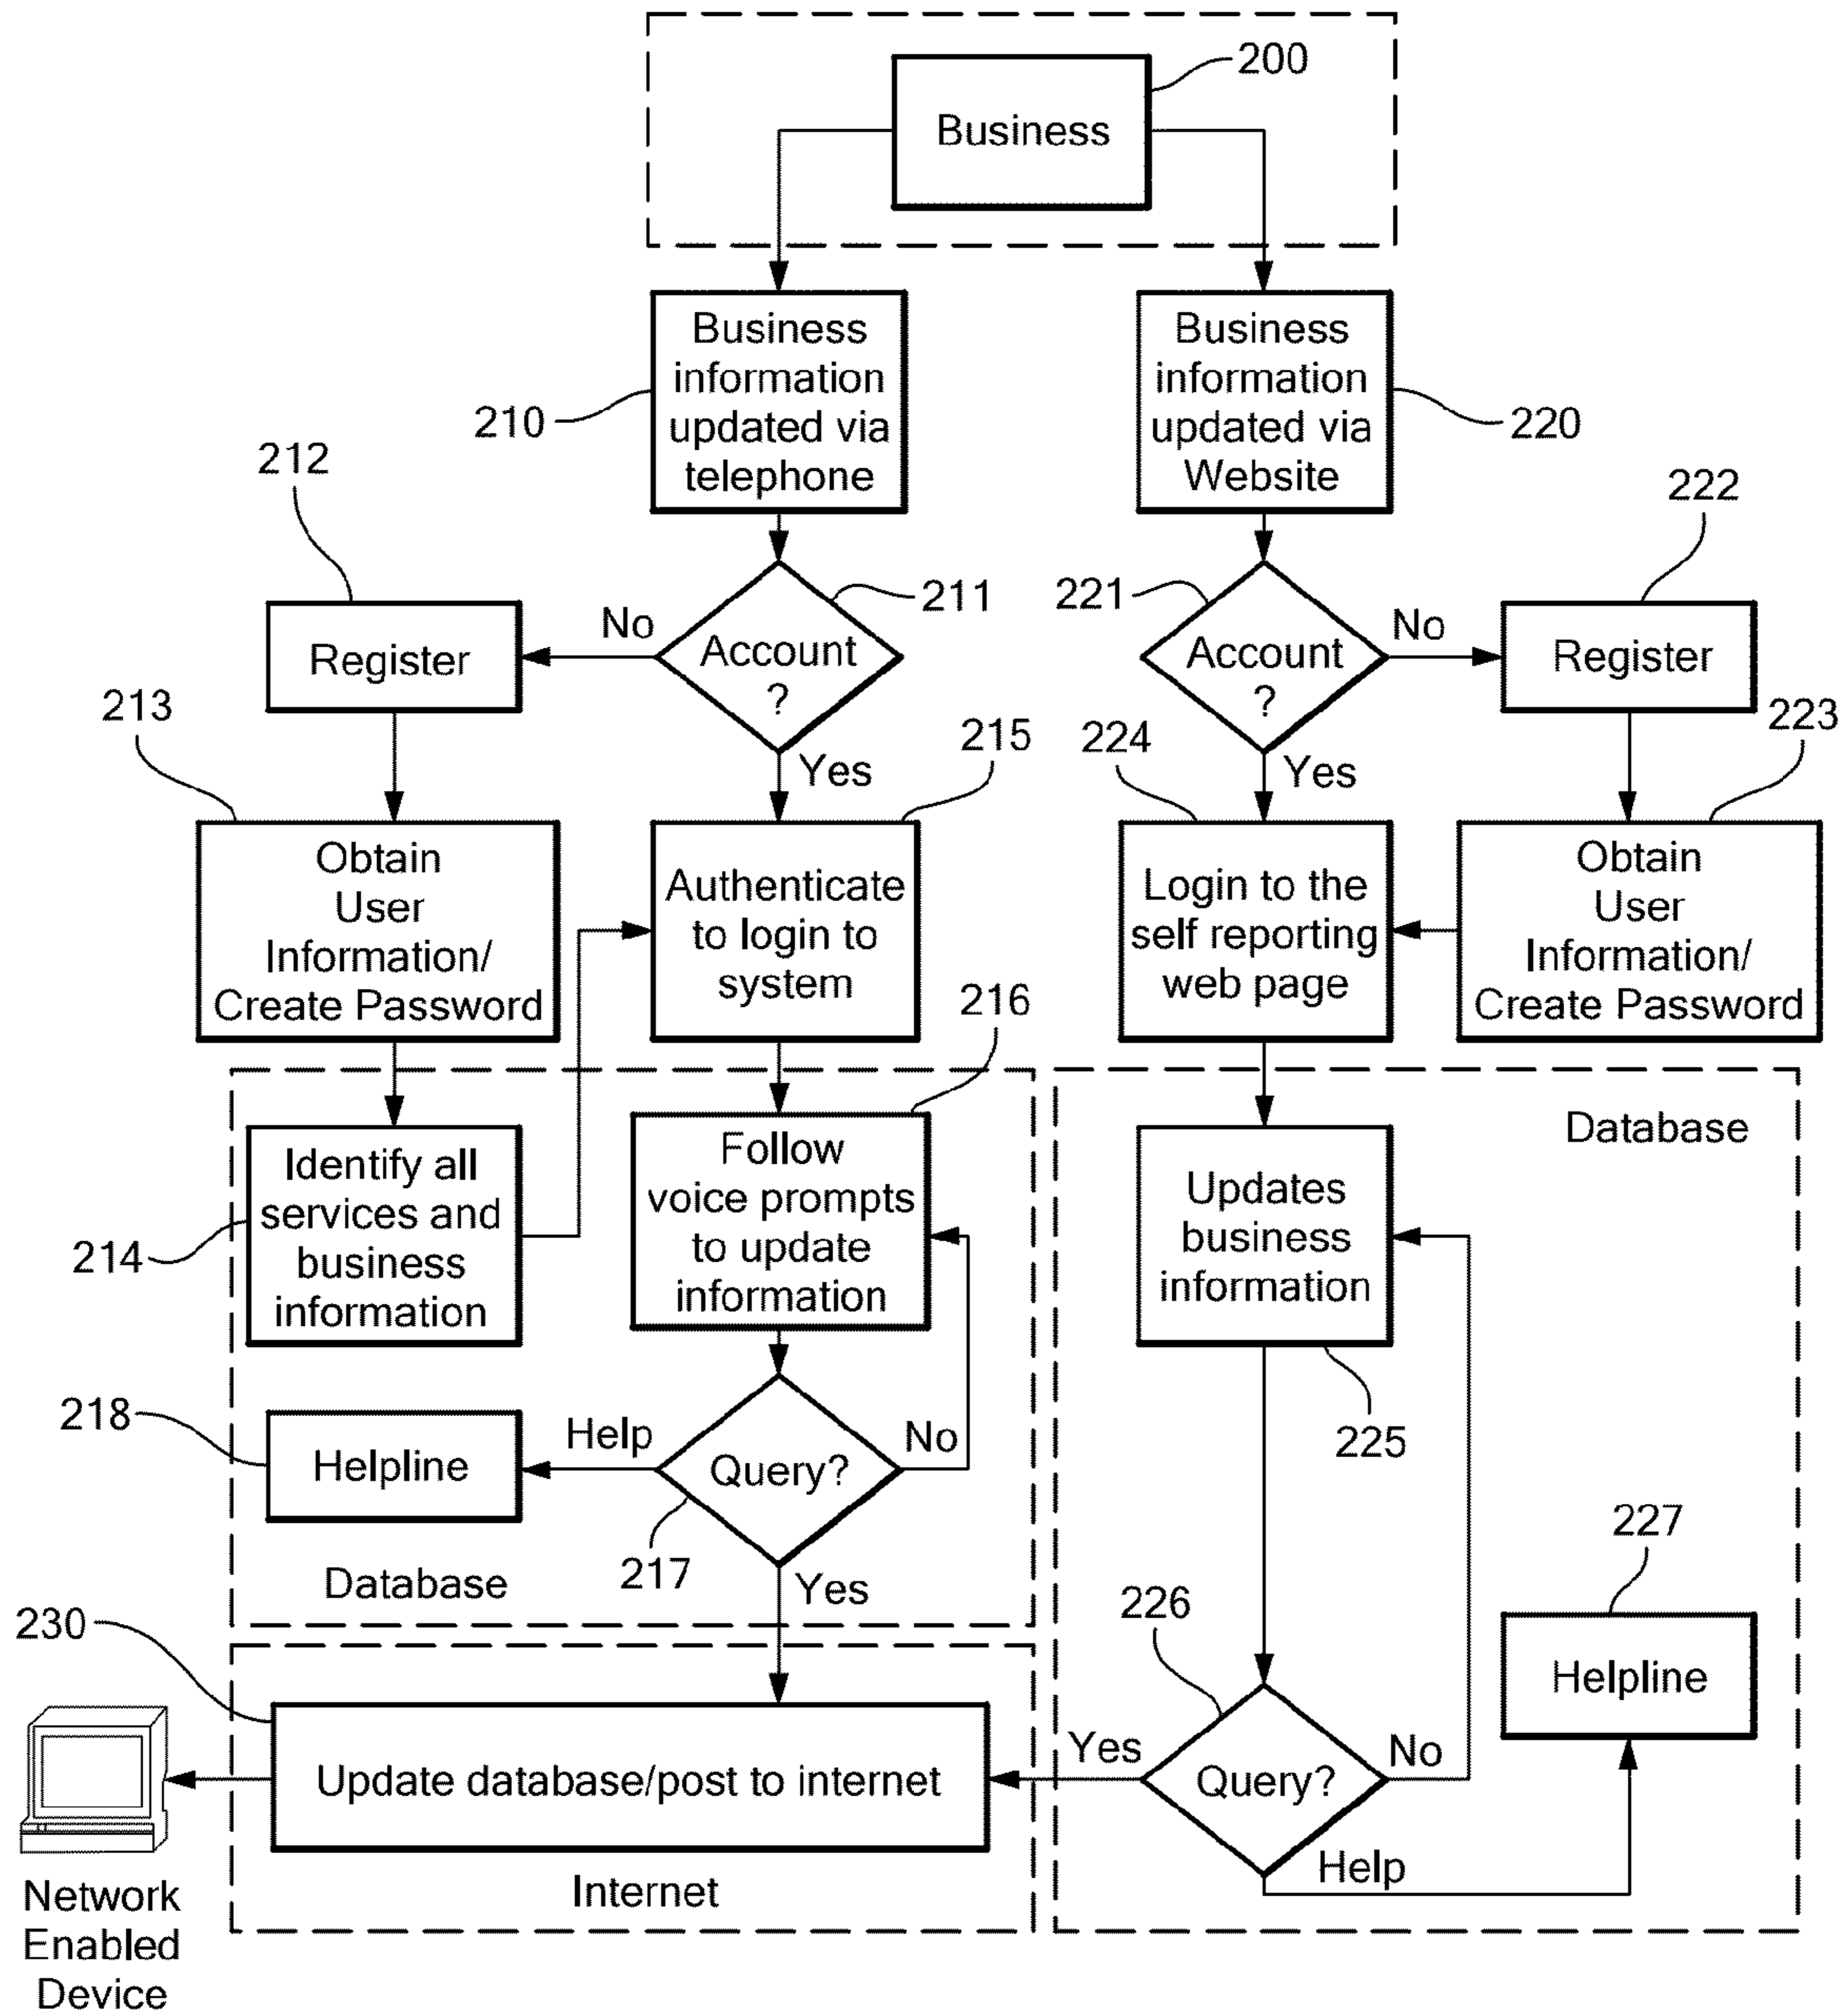 200
Business
Business
information
updated via
telephone
210
Business
information
updated via
Website
220
212
222
211
221
No
No
Register
Account
?
Account
?
Register
213
215
224
223
Yes
Yes
Obtain
User
Information/
Create Password
Authenticate
to login to
system
Login to the
self reporting
web page
Obtain
User
Information/
Create Password
216
Identify all
services and
business
information
214
Follow
voice prompts
to update
information
Database
Updates
business
information
225
218
Helpline
Help
Query?
No
217
Yes
Database
227
226
Helpline
230
Update database/post to internet
Yes
Query?
No
Help
Internet
Network
Enabled
Device